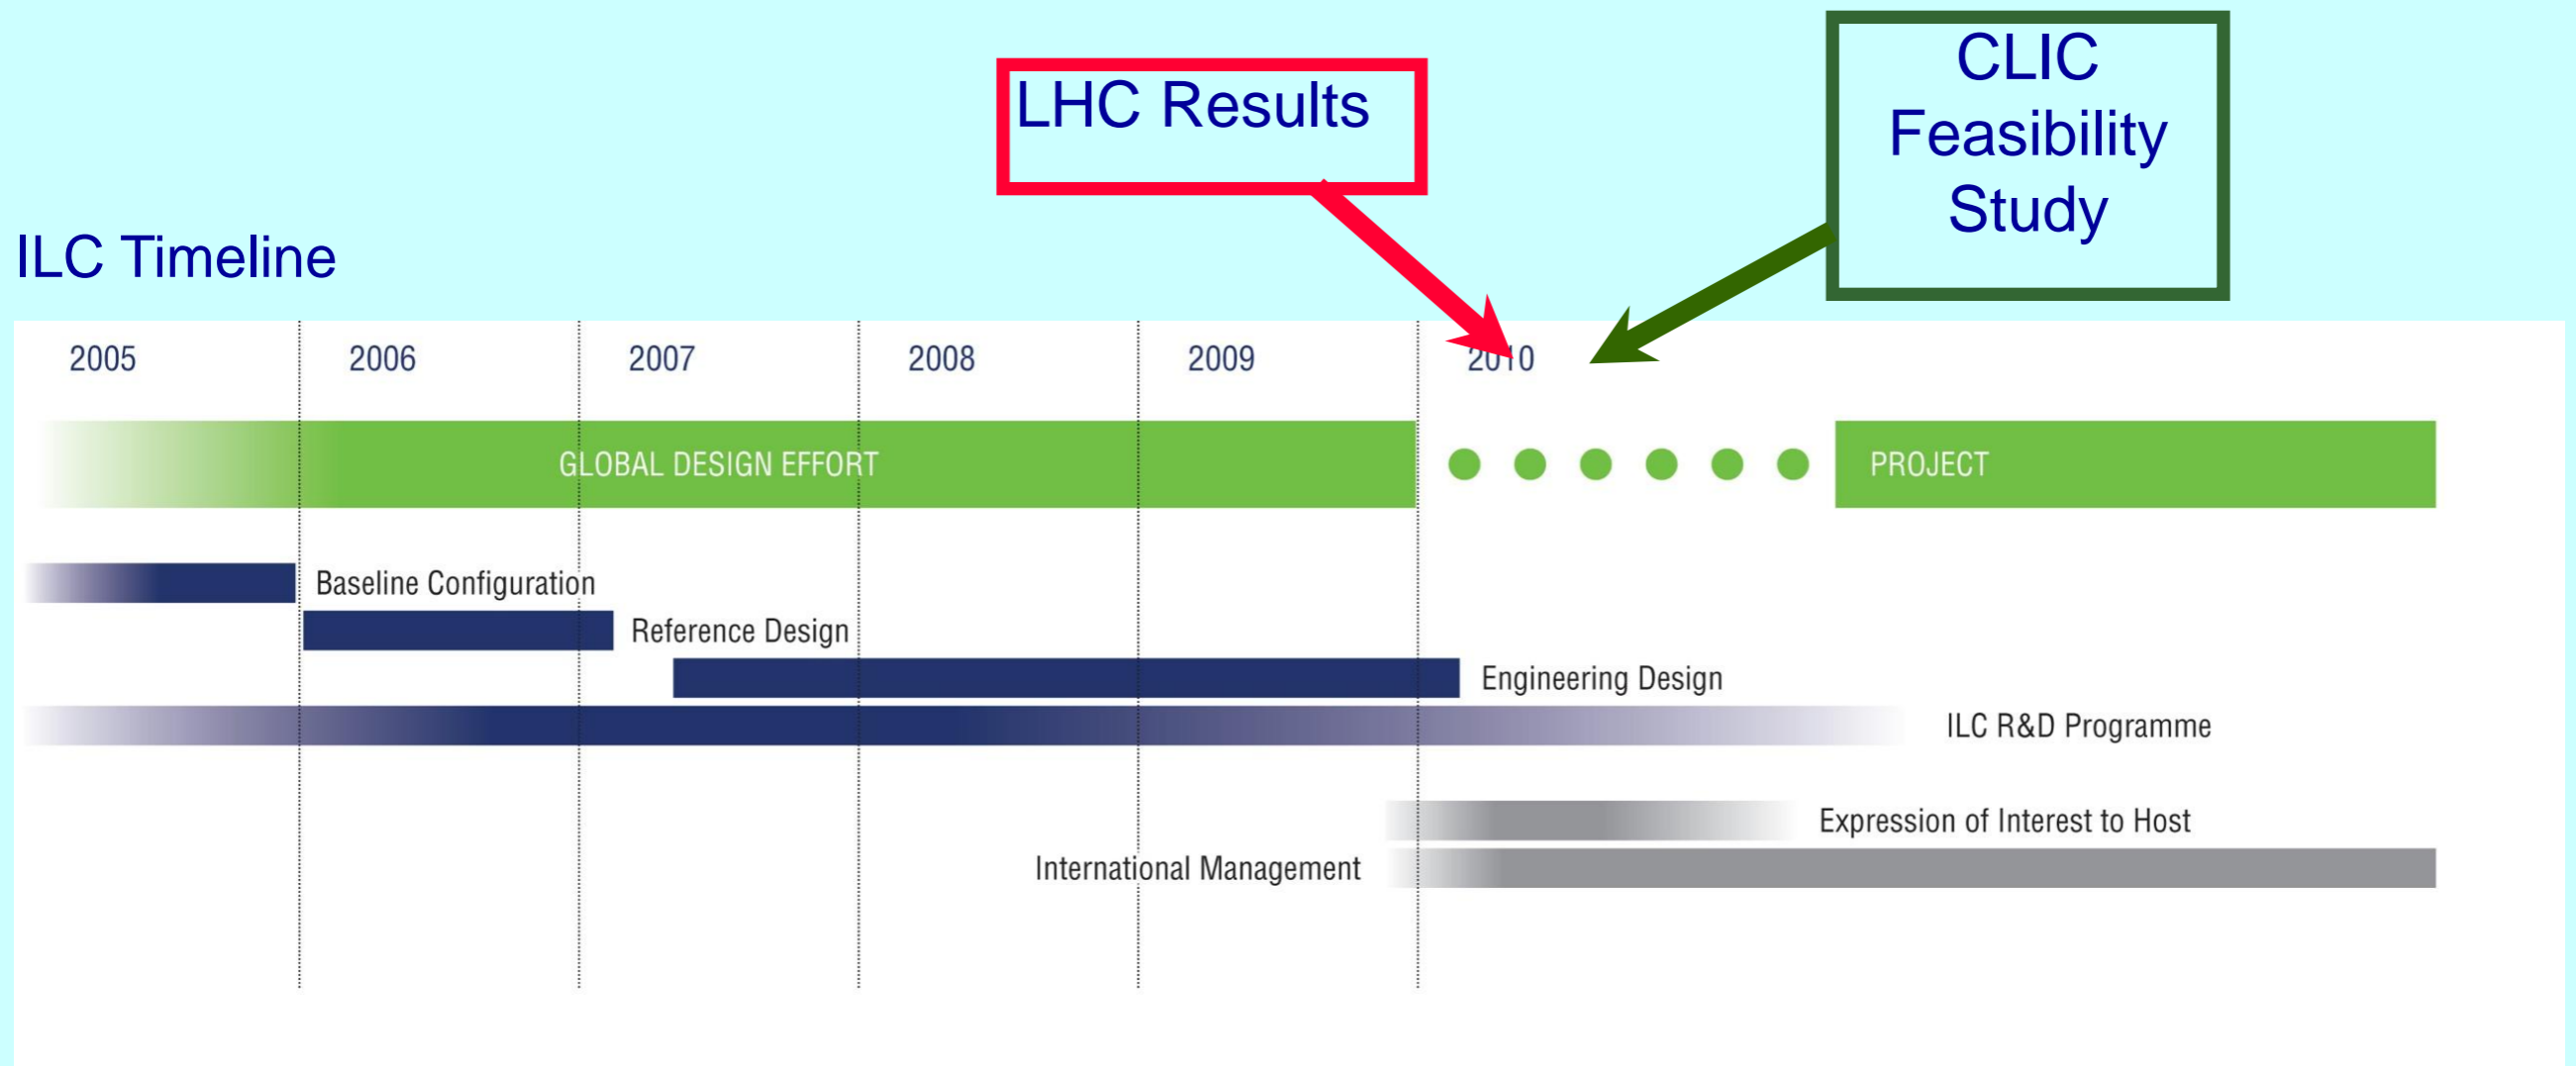 LHC Results
CLIC
Feasibility
Study
ILC Timeline
2005 2006 2007 2008 2009 2010
GLOBAL DESIGN EFFORT PROJECT
Baseline Configuration
Reference Design
Engineering Design
ILC R&D Programme
Expression of Interest to Host
International Management